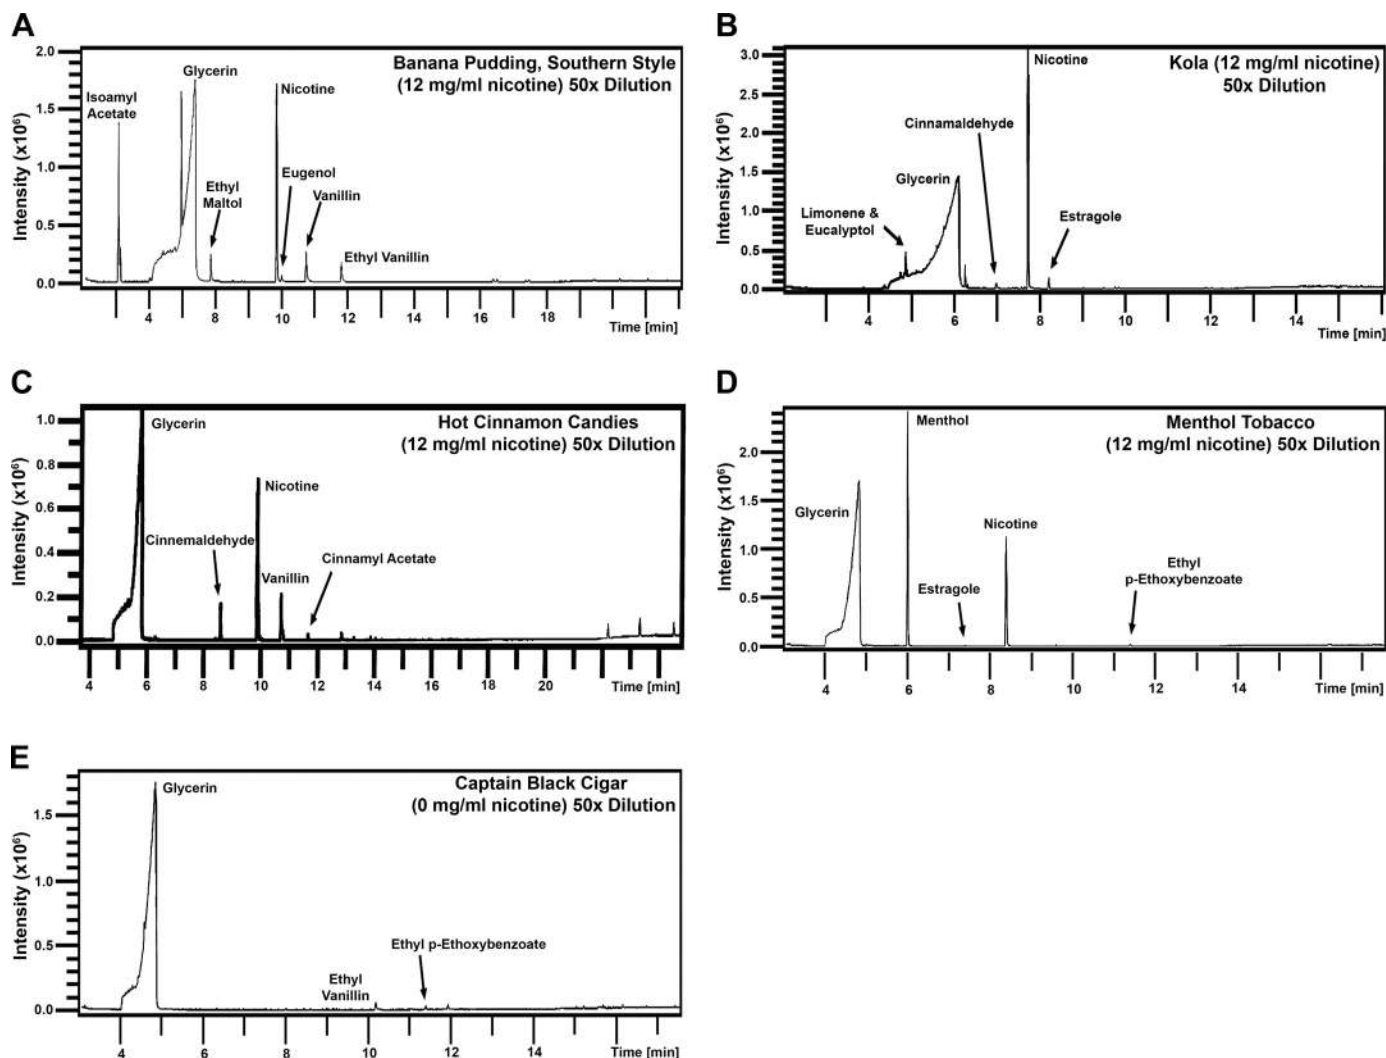 A
Banana Pudding, Southern Style
(12 mg/ml nicotine) 50x Dilution
Intensity (x10⁶)
2.0
1.5
1.0
0.5
0.0
Isoamyl
Acetate
Glycerin
Ethyl
Maltol
Nicotine
Eugenol
Vanillin
Ethyl Vanillin
4 6 8 10 12 14 16 18
Time [min]
B
Kola (12 mg/ml nicotine)
50x Dilution
Intensity (x10⁶)
3.0
2.0
1.0
0.5
0.0
Limonene &
Eucalyptol
Glycerin
Cinnamaldehyde
Nicotine
Estragole
4 6 8 10 12 14
Time [min]
C
Hot Cinnamon Candies
(12 mg/ml nicotine) 50x Dilution
Intensity (x10⁶)
1.0
0.8
0.6
0.4
0.2
0.0
Glycerin
Cinnemaldehyde
Nicotine
Vanillin
Cinnamyl Acetate
4 6 8 10 12 14 16 18 20
Time [min]
D
Menthol Tobacco
(12 mg/ml nicotine) 50x Dilution
Intensity (x10⁶)
2.0
1.5
1.0
0.5
0.0
Glycerin
Menthol
Estragole
Nicotine
Ethyl
p-Ethoxybenzoate
4 6 8 10 12 14
Time [min]
E
Captain Black Cigar
(0 mg/ml nicotine) 50x Dilution
Intensity (x10⁶)
1.5
1.0
0.5
0.0
Glycerin
Ethyl
Vanillin
Ethyl p-Ethoxybenzoate
4 6 8 10 12 14
Time [min]